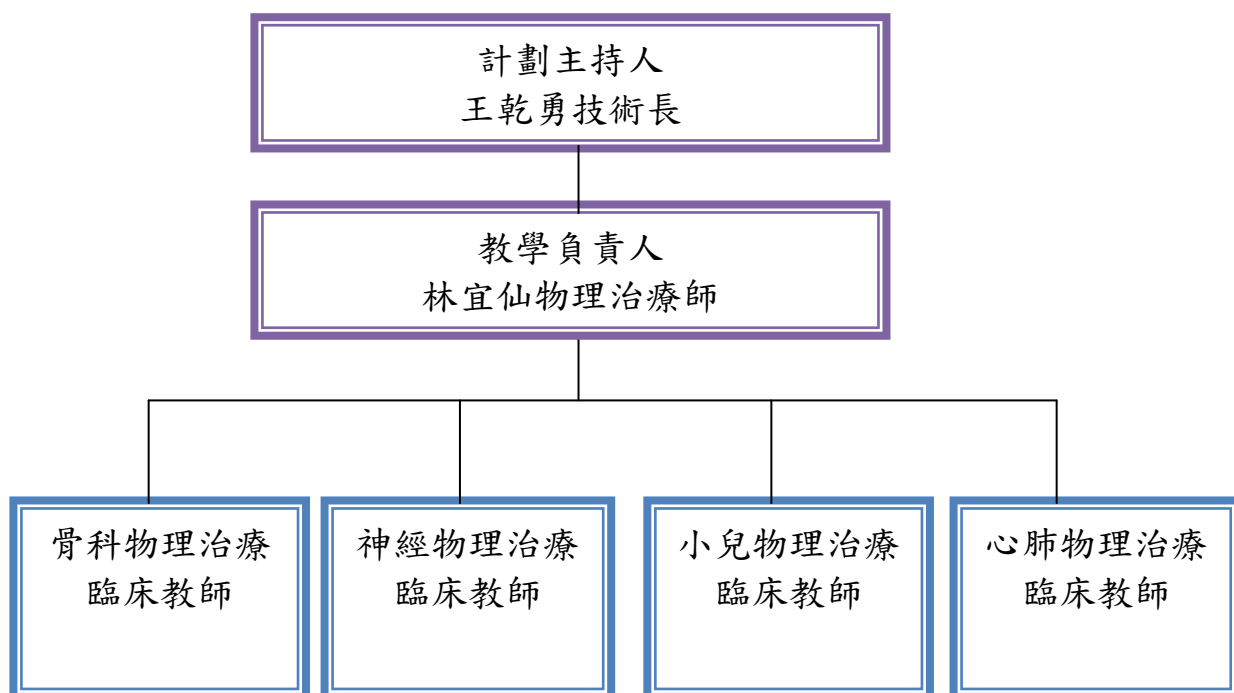 計劃主持人
王乾勇技術長
教學負責人
林宜仙物理治療師
骨科物理治療
臨床教師
神經物理治療
臨床教師
小兒物理治療
臨床教師
心肺物理治療
臨床教師